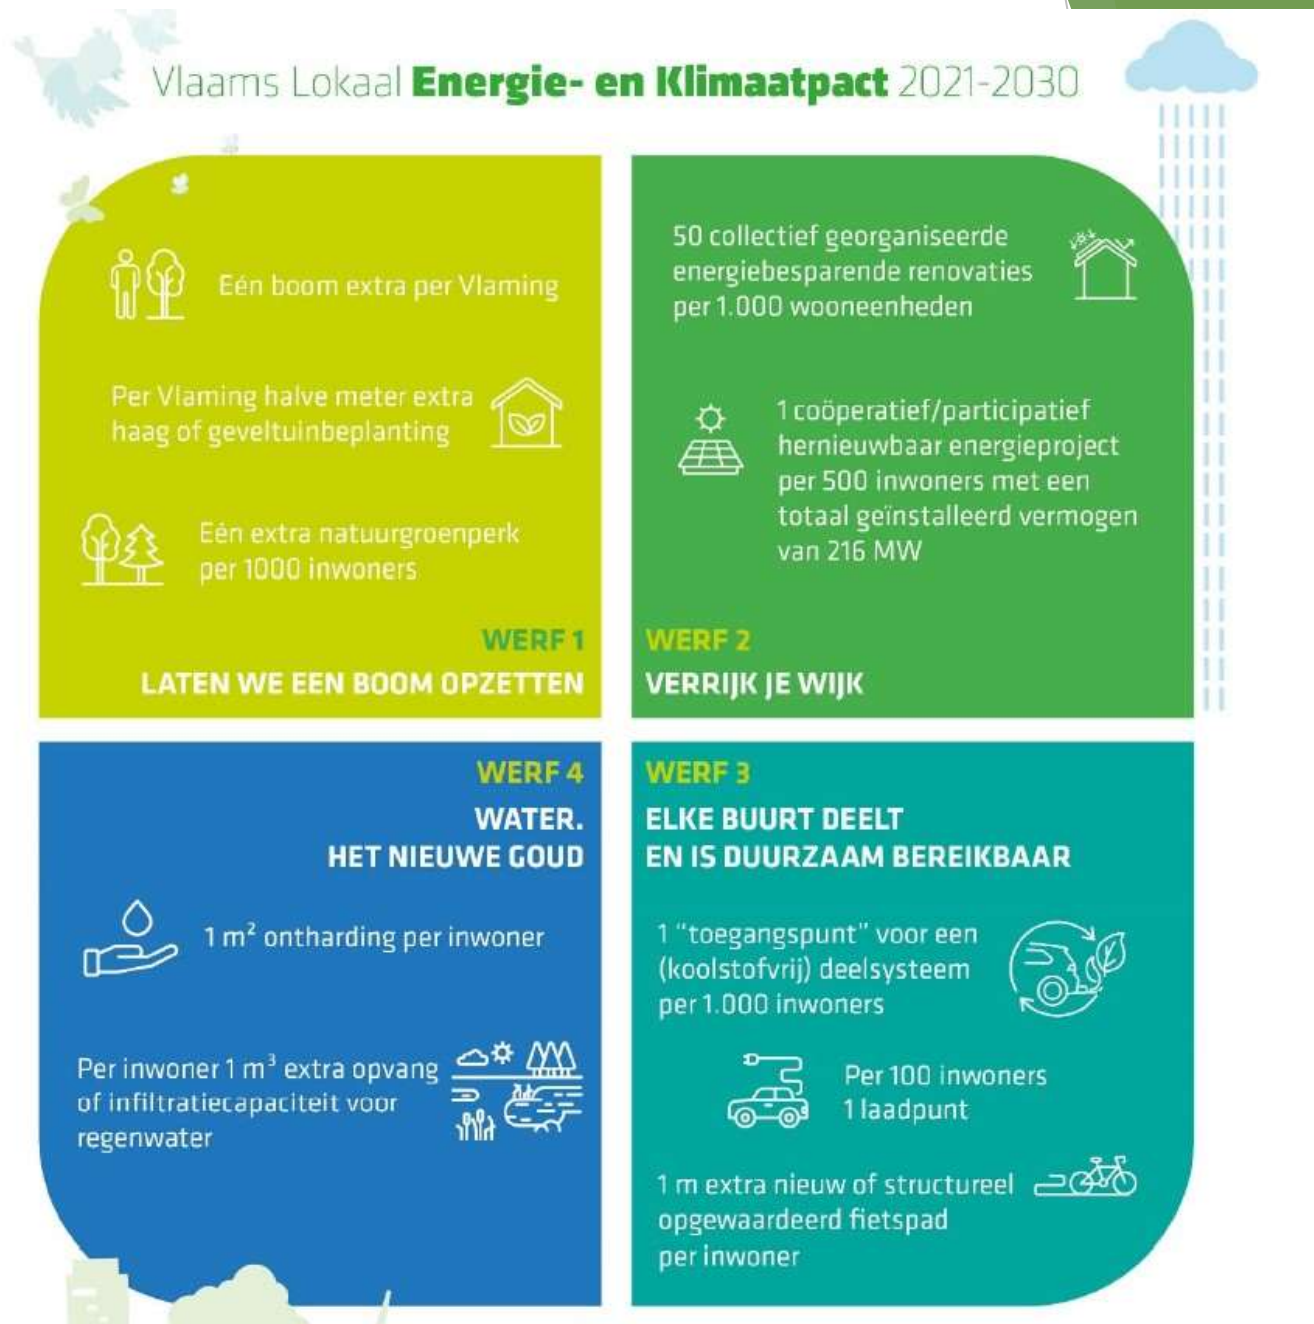 Vlaams Lokaal Energie- en Klimaatpact 2021-2030
Eén boom extra per Vlaming
Per Vlaming halve meter extra
haag of geveltuinbeplanting
Eén extra natuurgroenperk
per 1000 inwoners
WERF 1
LATEN WE EEN BOOM OPZETTEN
50 collectief georganiseerde
energiebesparende renovaties
per 1.000 wooneenheden
1 coöperatief/participatief
hernieuwbaar energieproject
per 500 inwoners met een
totaal geïnstalleerd vermogen
van 216 MW
WERF 2
VERRIJK JE WIJK
WERF 4
WATER.
HET NIEUWE GOUD
1 m² ontharding per inwoner
Per inwoner 1 m³ extra opvang
of infiltratiecapaciteit voor
regenwater
WERF 3
ELKE BUURT DEELT
EN IS DUURZAAM BEREIKBAAR
1 “toegangspunt” voor een
(koolstofvrij) deelsysteem
per 1.000 inwoners
Per 100 inwoners
1 laadpunt
1 m extra nieuw of structureel
opgewaardeerd fietspad
per inwoner